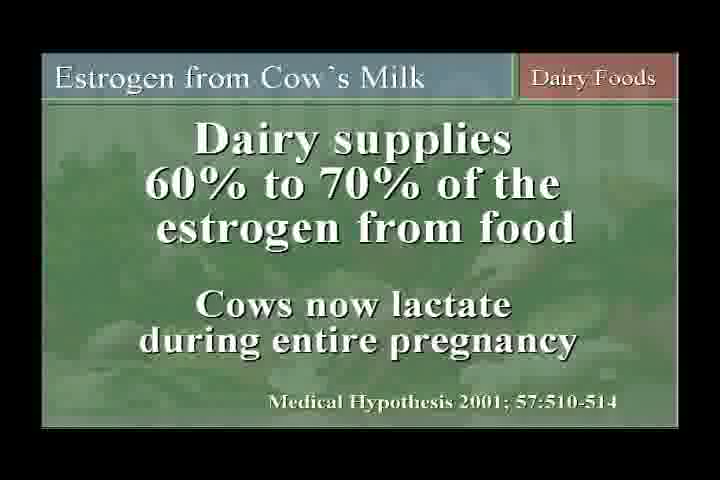 Estrogen from Cow`s Milk
Dairy Foods
Dairy supplies
60% to 70% of the
estrogen from food
Cows now lactate
during entire pregnancy
Medical Hypothesis 2001; 57:510-514